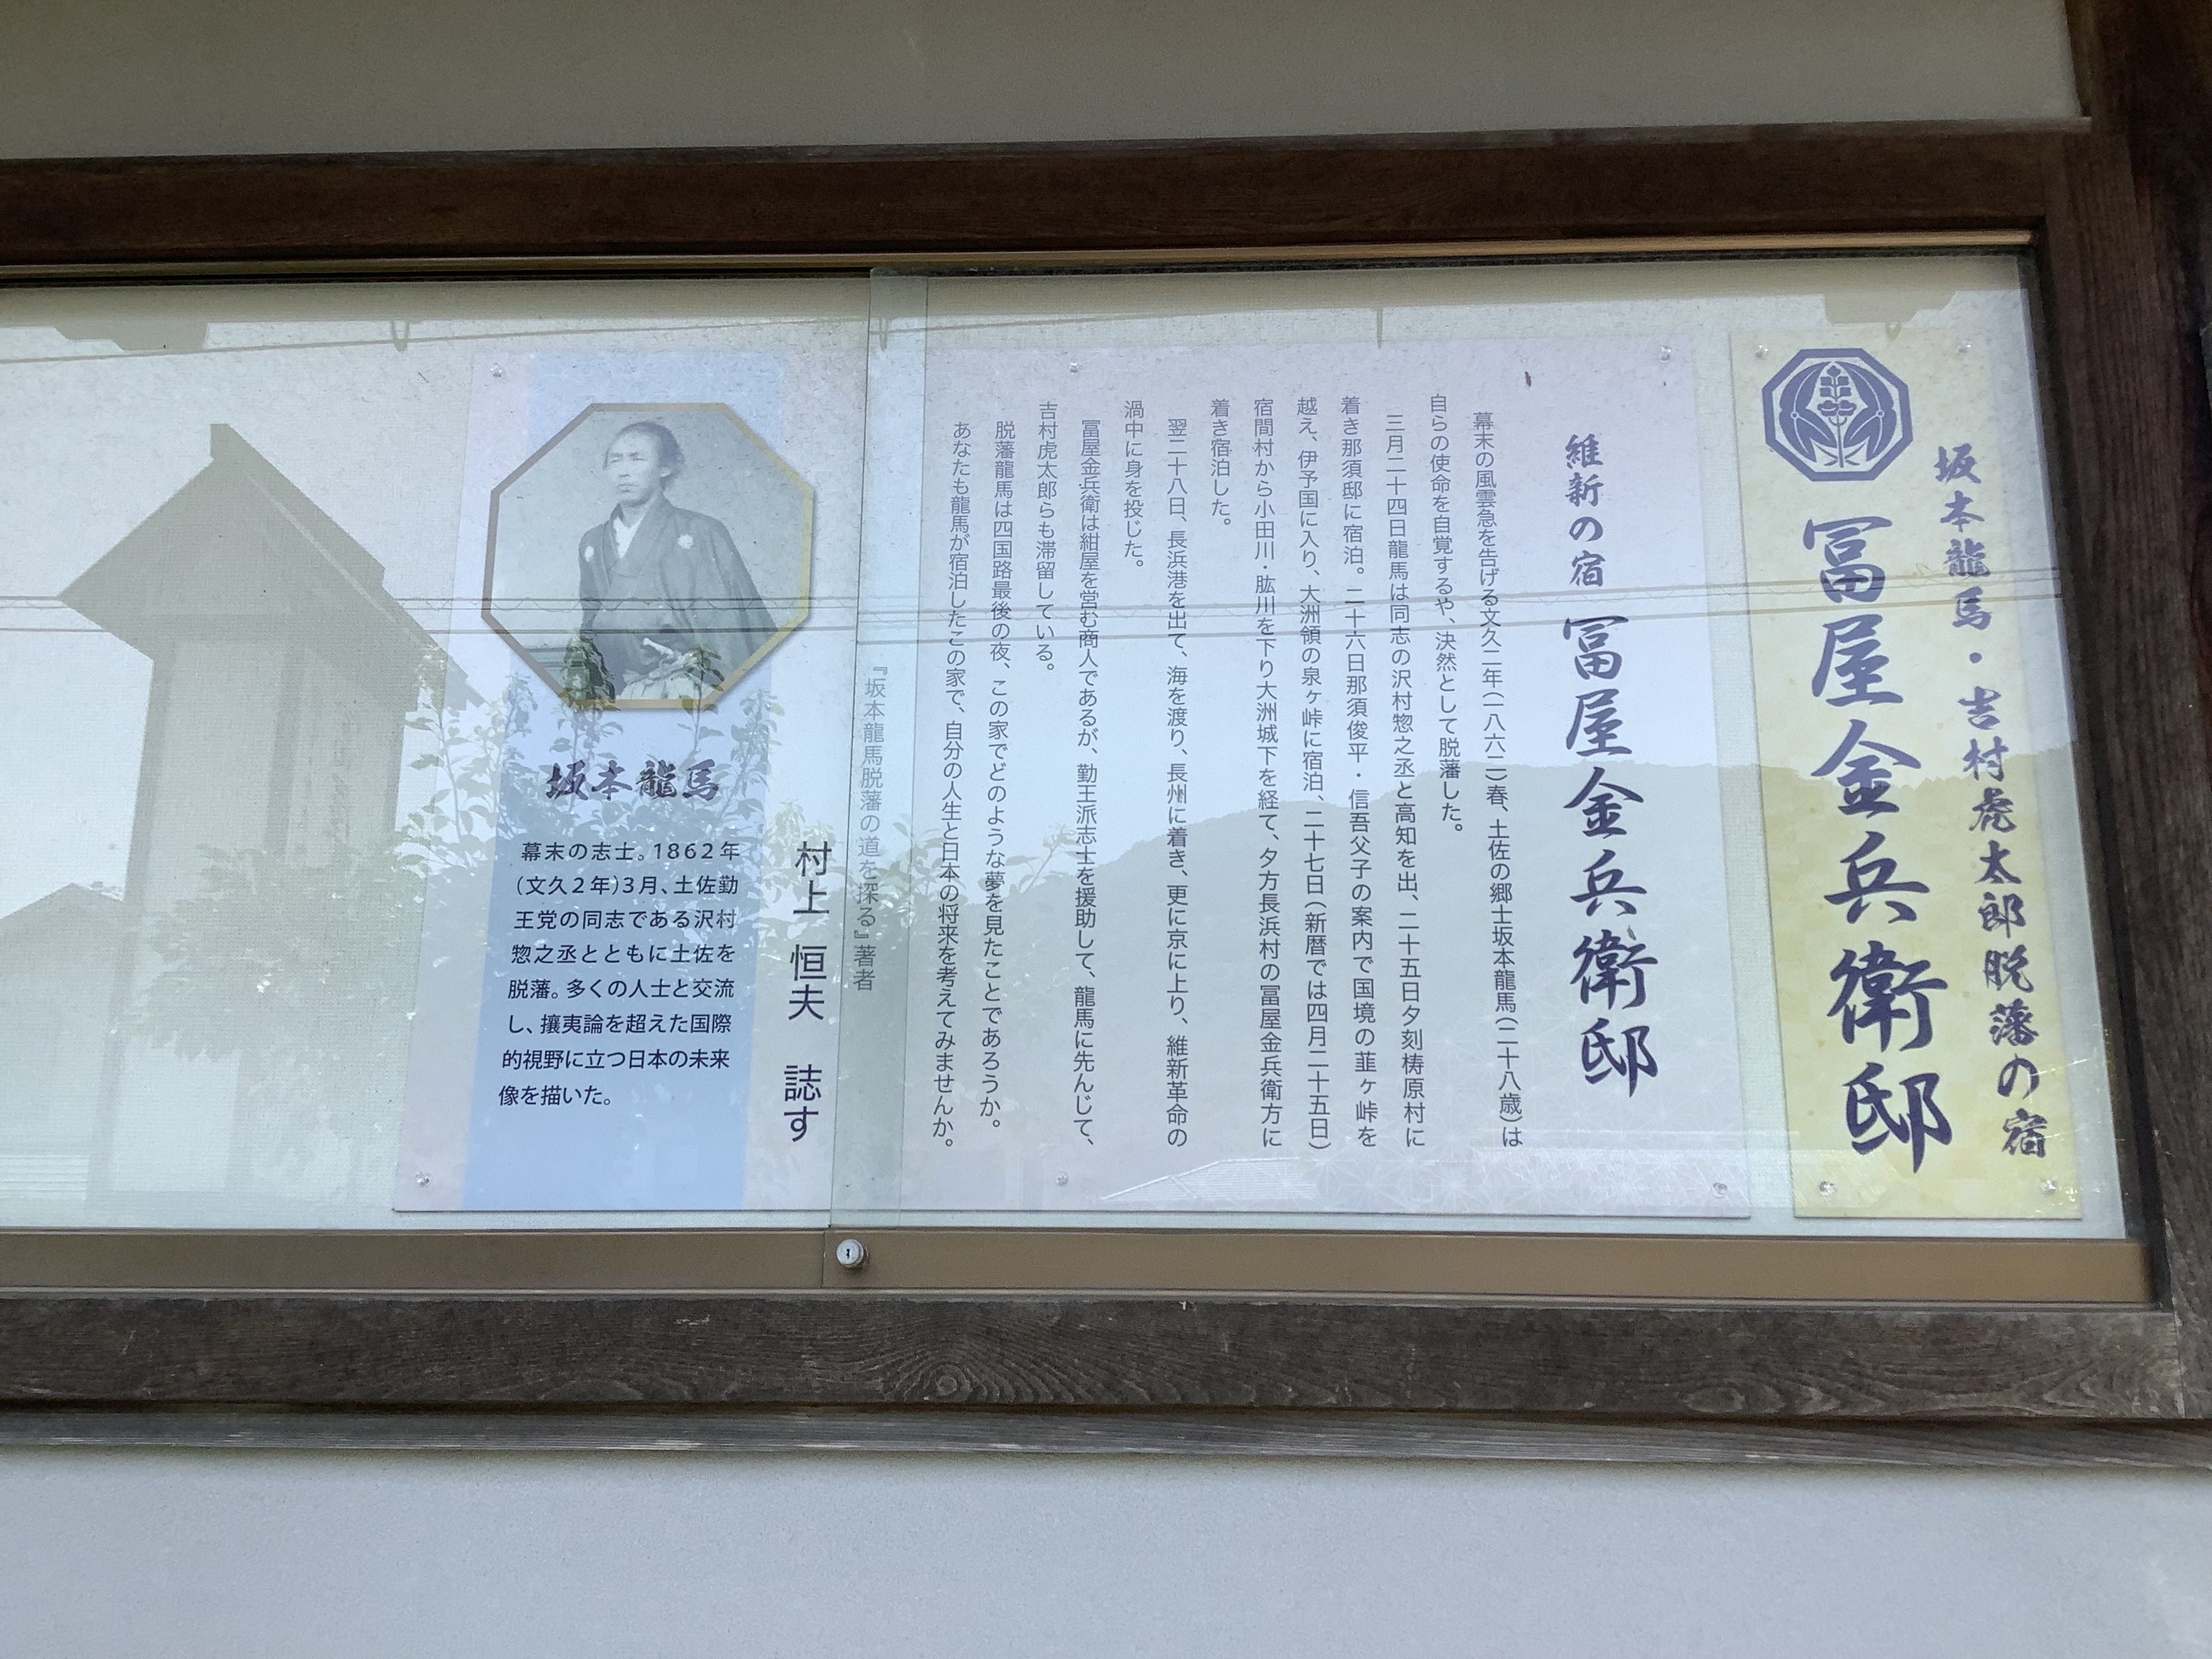 坂本龍馬・吉村虎太郎脱藩の宿
冨屋金兵衛邸
維新の宿 冨屋金兵衛邸
幕末の風雲急を告げる文久二年(一八六二)春、土佐の郷士坂本龍馬(二十八歳)は
自らの使命を自覚するや、決然として脱藩した。
三月二十四日龍馬は同志の沢村惣之丞と高知を出、二十五日夕刻梼原村に
着き那須邸に宿泊。二十六日那須俊平・信吾父子の案内で国境の韮ヶ峠を
越え、伊予国に入り、大洲領の泉ヶ峠に宿泊、二十七日(新暦では四月二十五日)
宿間村から小田川・肱川を下り大洲城下を経て、夕方長浜村の冨屋金兵衛方に
着き宿泊した。
翌二十八日、長浜港を出て、海を渡り、長州に着き、更に京に上り、維新革命の
渦中に身を投じた。
冨屋金兵衛は紺屋を営む商人であるが、勤王派志士を援助して、龍馬に先んじて、
吉村虎太郎らも滞留している。
脱藩龍馬は四国路最後の夜、この家でどのような夢を見たことであろうか。
あなたも龍馬が宿泊したこの家で、自分の人生と日本の将来を考えてみませんか。
『坂本龍馬脱藩の道を探る』著者
村上 恒夫 誌す
坂本龍馬
幕末の志士。1862年
(文久2年)3月、土佐勤
王党の同志である沢村
惣之丞とともに土佐を
脱藩。多くの人士と交流
し、攘夷論を超えた国際
的視野に立つ日本の未来
像を描いた。